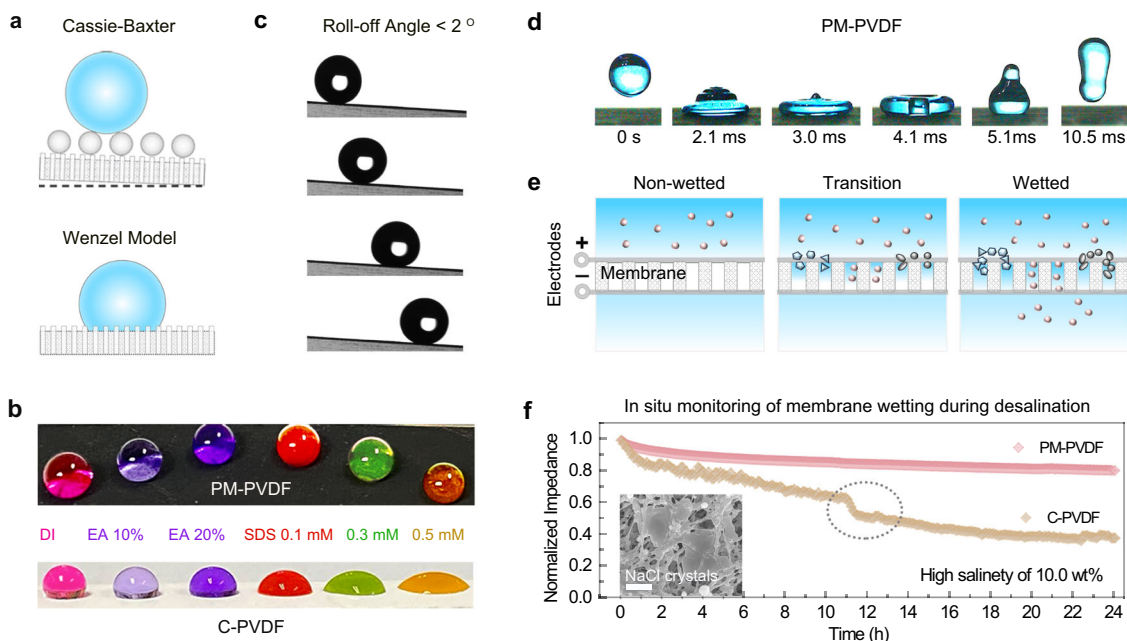 a
Cassie-Baxter
Wenzel Model
c
Roll-off Angle < 2 °
d
PM-PVDF
0 s
2.1 ms
3.0 ms
4.1 ms
5.1ms
10.5 ms
e
Non-wetted
Transition
Wetted
Electrodes
+
−
Membrane
b
PM-PVDF
DI
EA 10%
EA 20%
SDS 0.1 mM
0.3 mM
0.5 mM
C-PVDF
f
In situ monitoring of membrane wetting during desalination
Normalized Impedance
1.0
0.8
0.6
0.4
0.2
0.0
PM-PVDF
C-PVDF
NaCl crystals
High salinety of 10.0 wt%
0 2 4 6 8 10 12 14 16 18 20 22 24
Time (h)